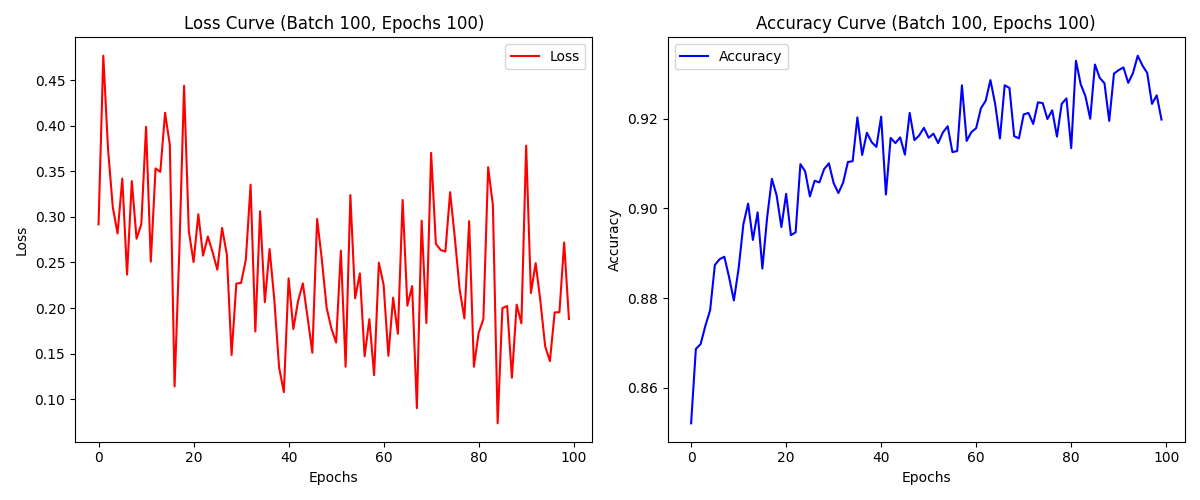 Loss Curve (Batch 100, Epochs 100)
Loss
0.45
0.40
0.35
0.30
0.25
0.20
0.15
0.10
Loss
0 20 40 60 80 100
Epochs
Accuracy Curve (Batch 100, Epochs 100)
Accuracy
0.92
0.90
0.88
0.86
Accuracy
0 20 40 60 80 100
Epochs